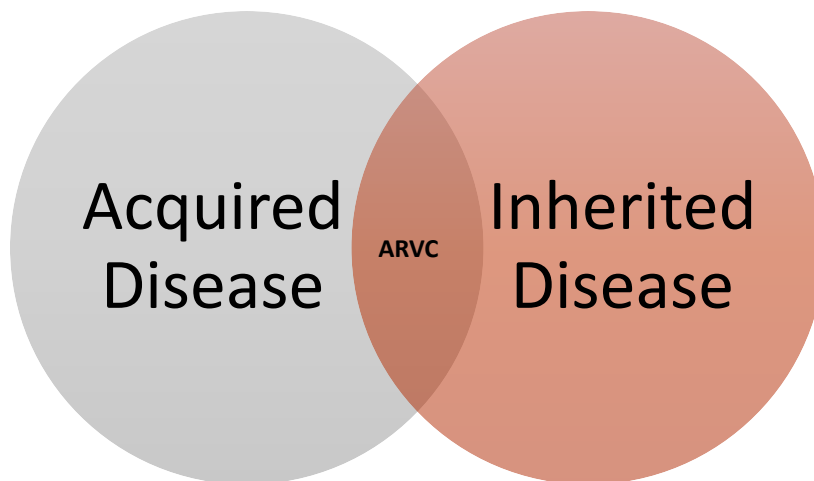 Acquired
Disease
ARVC
Inherited
Disease